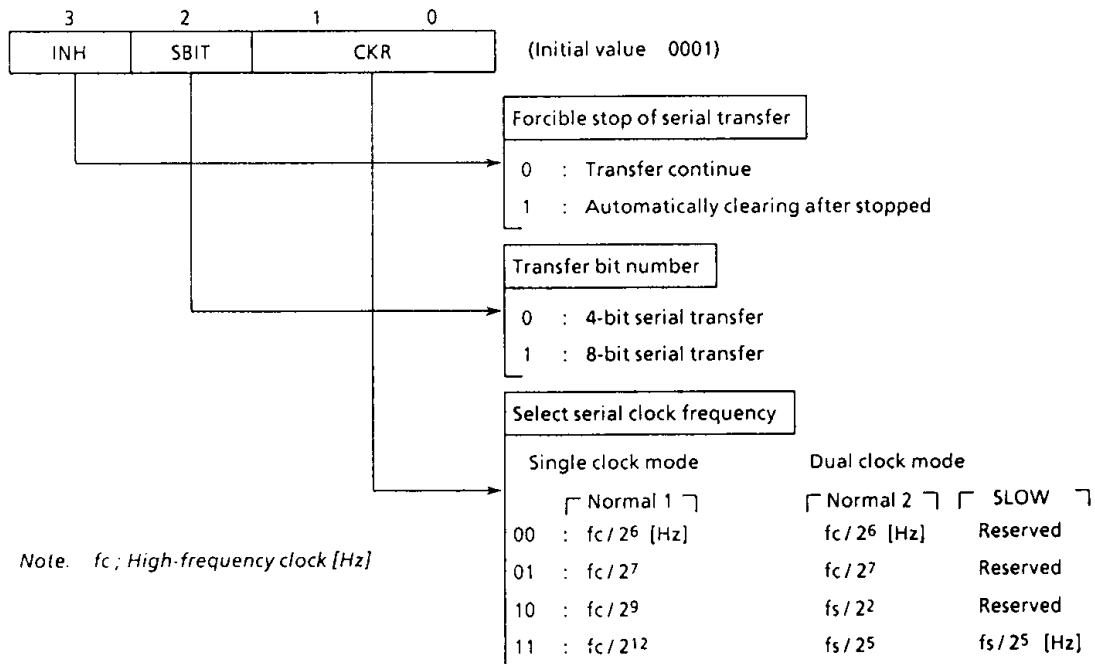 3 2 1 0
INH SBIT CKR (Initial value 0001)
Forcible stop of serial transfer
0 : Transfer continue
1 : Automatically clearing after stopped
Transfer bit number
0 : 4-bit serial transfer
1 : 8-bit serial transfer
Select serial clock frequency
Single clock mode Dual clock mode
Normal 1 Normal 2 SLOW
00 : fc/2⁶ [Hz] fc/2⁶ [Hz] Reserved
Note. fc ; High-frequency clock [Hz]
01 : fc/2⁷ fc/2⁷ Reserved
10 : fc/2⁹ fs/2² Reserved
11 : fc/2¹² fs/2⁵ fs/2⁵ [Hz]